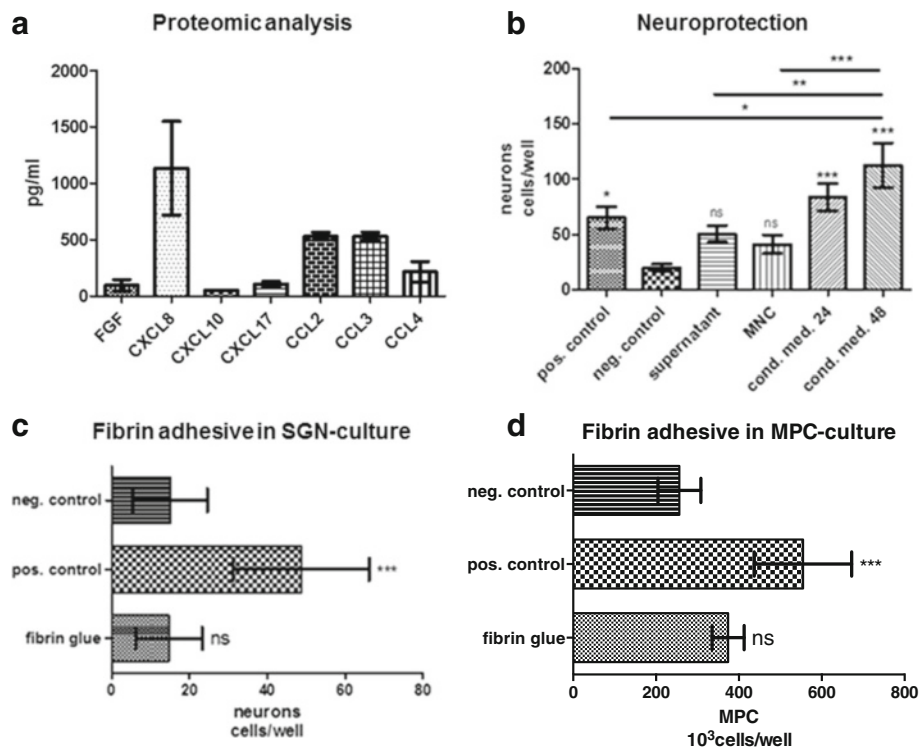 a Proteomic analysis
2000
1500
1000
500
0
pg/ml
FGF
CXCL8
CXCL10
CXCL17
CCL2
CCL3
CCL4
b Neuroprotection
200
150
100
50
0
neurons
cells/well
***
**
*
*
ns
ns
***
***
pos. control
neg. control
supernatant
MNC
cond. med. 24
cond. med. 48
c Fibrin adhesive in SGN-culture
neg. control
pos. control
***
fibrin glue
ns
0 20 40 60 80
neurons
cells/well
d Fibrin adhesive in MPC-culture
neg. control
pos. control
***
fibrin glue
ns
0 200 400 600 800
MPC
10³cells/well